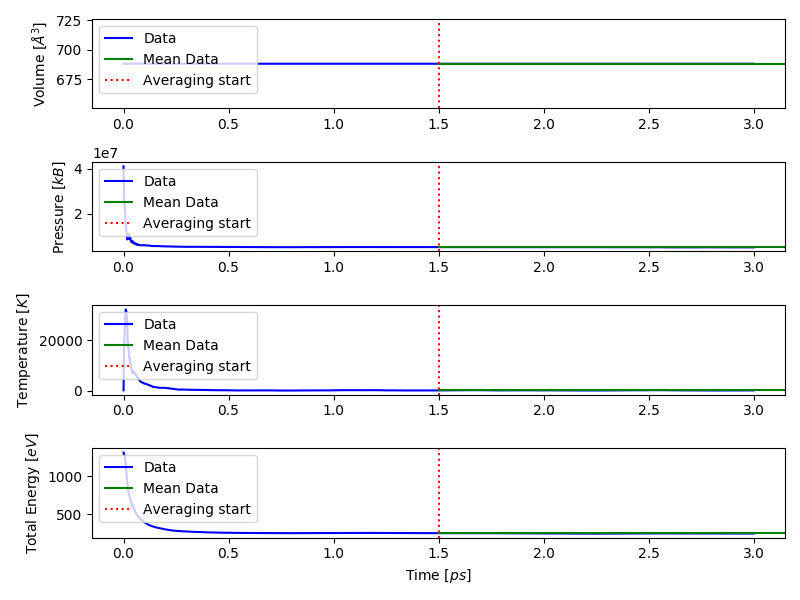 Volume [Å³]
725
700
675
Data
Mean Data
Averaging start
0.0 0.5 1.0 1.5 2.0 2.5 3.0
1e7
Pressure [kB]
4
2
Data
Mean Data
Averaging start
0.0 0.5 1.0 1.5 2.0 2.5 3.0
Temperature [K]
20000
0
Data
Mean Data
Averaging start
0.0 0.5 1.0 1.5 2.0 2.5 3.0
Total Energy [eV]
1000
500
Data
Mean Data
Averaging start
0.0 0.5 1.0 1.5 2.0 2.5 3.0
Time [ps]